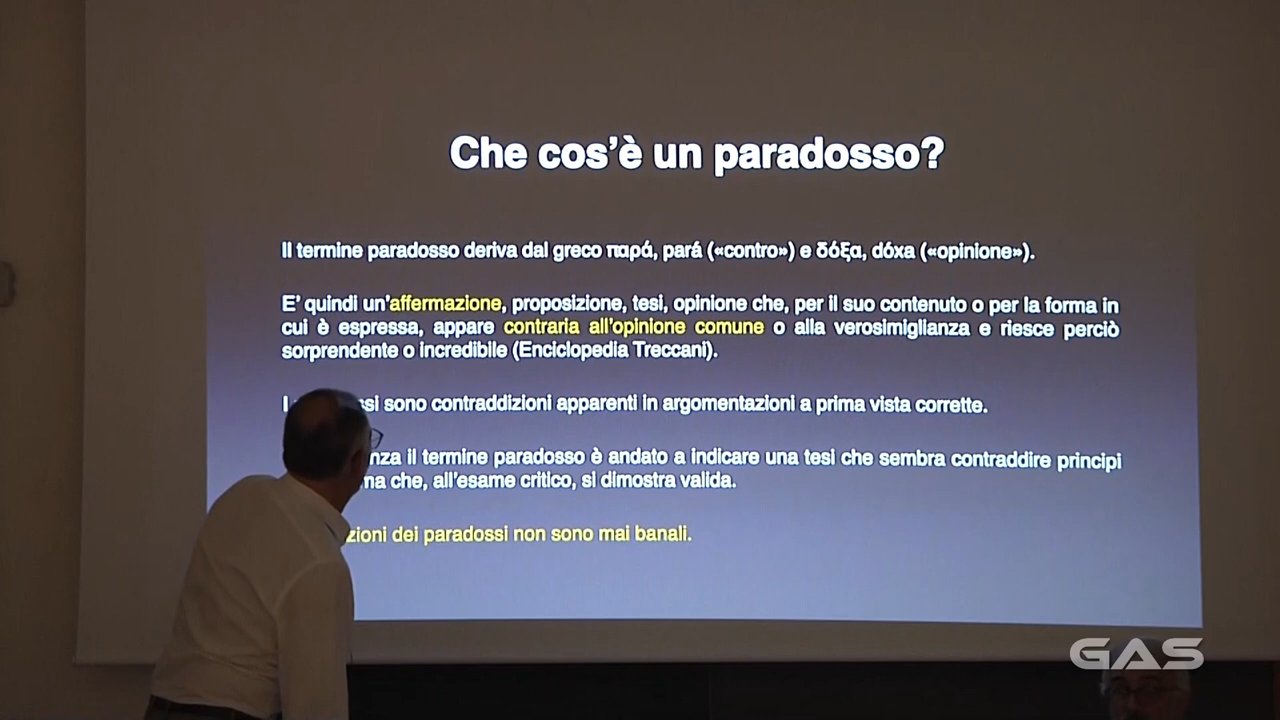 Che cos'è un paradosso?
Il termine paradosso deriva dal greco παρά, pará («contro») e δόξα, dóxa («opinione»).
E' quindi un'affermazione, proposizione, tesi, opinione che, per il suo contenuto o per la forma in
cui è espressa, appare contraria all'opinione comune o alla verosimiglianza e riesce perciò
sorprendente o incredibile (Enciclopedia Treccani).
I sono contraddizioni apparenti in argomentazioni a prima vista corrette.
il termine paradosso è andato a indicare una tesi che sembra contraddire principi
che, all'esame critico, si dimostra valida.
dei paradossi non sono mai banali.
GAS